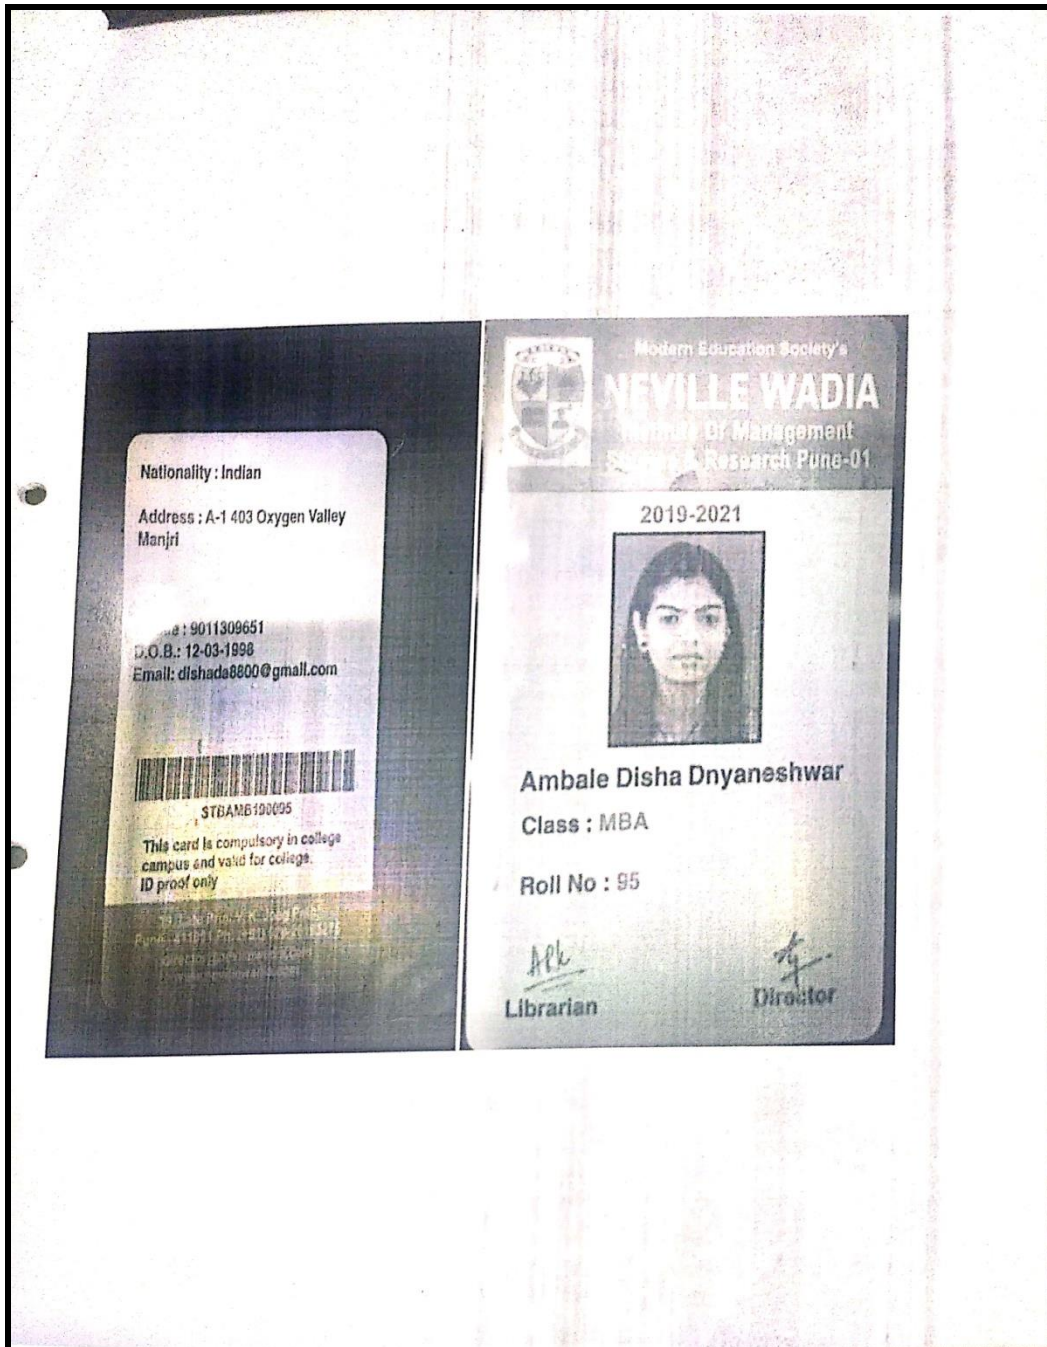 Nationality : Indian
Address : A-1 403 Oxygen Valley
Manjri
: 9011309651
D.O.B.: 12-03-1998
Email: dishada8800@gmail.com
STBAMB190095
This card is compulsory in college
campus and valid for college.
ID proof only
Modern Education Society's
NEVILLE WADIA
Institute Of Management
Research Pune-01
2019-2021
Ambale Disha Dnyaneshwar
Class : MBA
Roll No : 95
Librarian
Director